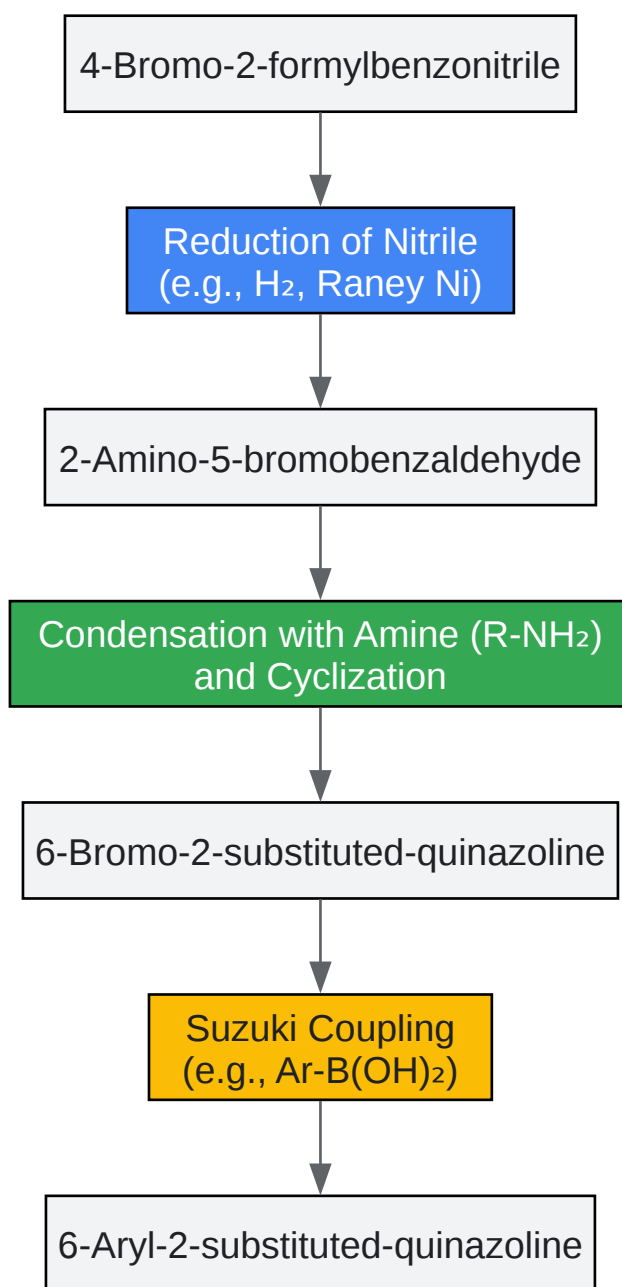 4-Bromo-2-formylbenzonitrile
Reduction of Nitrile
(e.g., H₂, Raney Ni)
2-Amino-5-bromobenzaldehyde
Condensation with Amine (R-NH₂)
and Cyclization
6-Bromo-2-substituted-quinazoline
Suzuki Coupling
(e.g., Ar-B(OH)₂)
6-Aryl-2-substituted-quinazoline